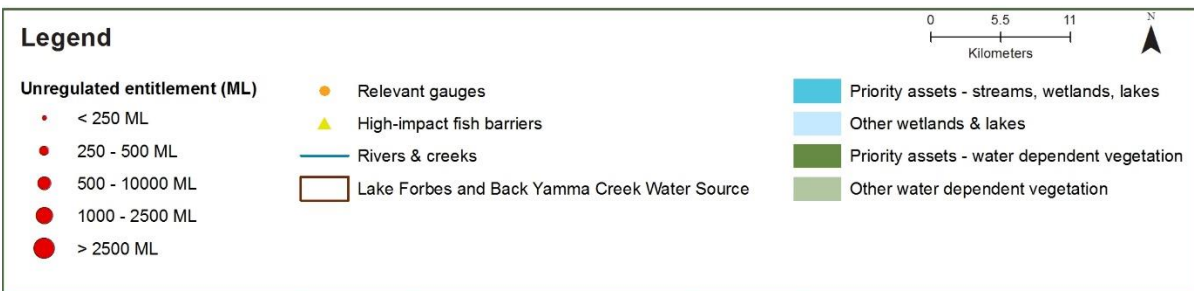 Legend
0 5.5 11
Kilometers
N
Unregulated entitlement (ML)
< 250 ML
250 - 500 ML
500 - 10000 ML
1000 - 2500 ML
> 2500 ML
Relevant gauges
High-impact fish barriers
Rivers & creeks
Lake Forbes and Back Yamma Creek Water Source
Priority assets - streams, wetlands, lakes
Other wetlands & lakes
Priority assets - water dependent vegetation
Other water dependent vegetation